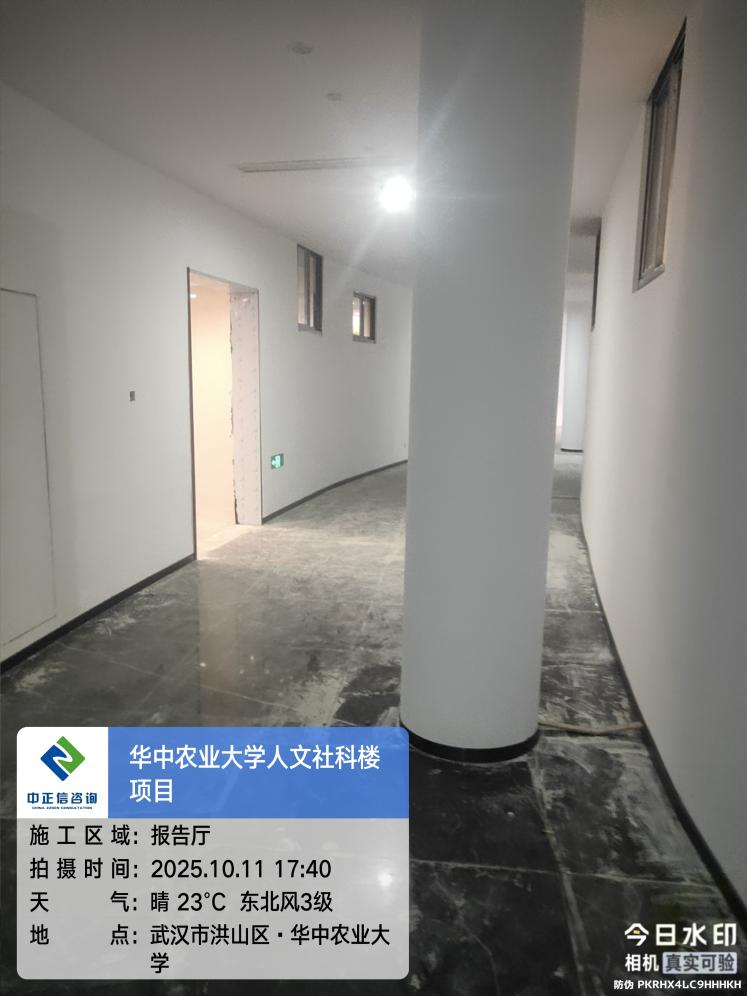 华中农业大学人文社科楼
项目
中正信咨询
施工区域：报告厅
拍摄时间：2025.10.11 17:40
天气：晴 23℃ 东北风3级
地点：武汉市洪山区·华中农业大
学
今日水印
相机 真实可验
防伪 PKRHX4LC9HHHKH